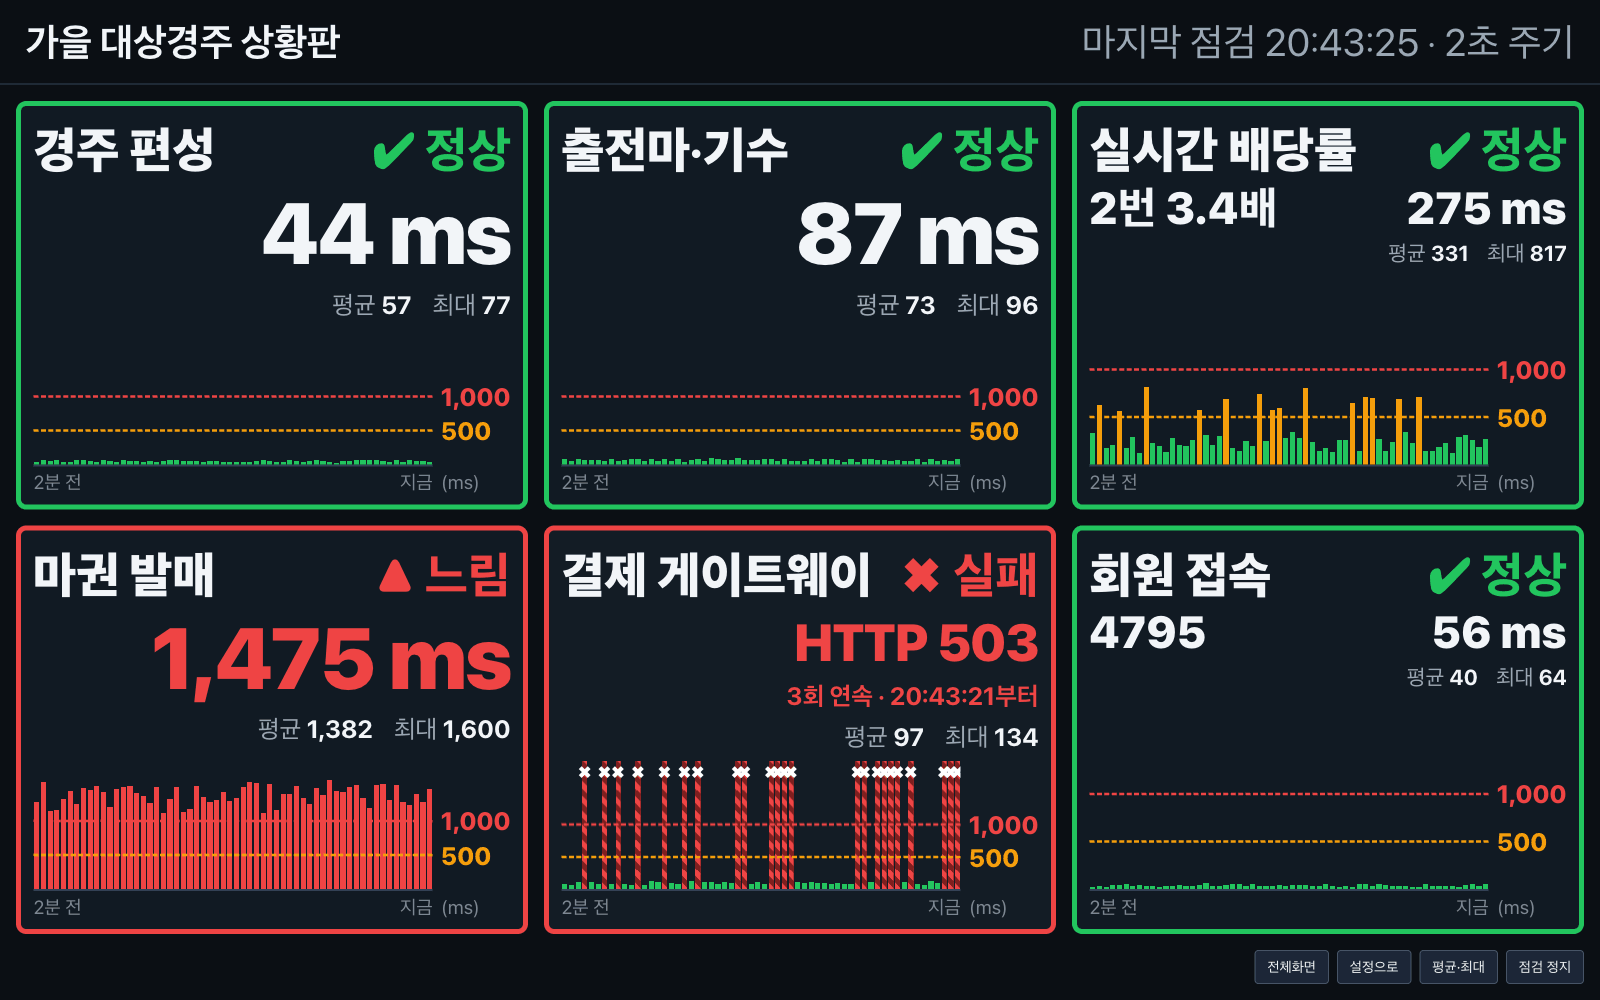 가을 대상경주 상황판
마지막 점검 20:43:25 · 2초 주기
경주 편성 ✔ 정상
44 ms
평균 57 최대 77
1,000
500
2분 전 지금 (ms)
출전마·기수 ✔ 정상
87 ms
평균 73 최대 96
1,000
500
2분 전 지금 (ms)
실시간 배당률 ✔ 정상
2번 3.4배 275 ms
평균 331 최대 817
1,000
500
2분 전 지금 (ms)
마권 발매 ▲ 느림
1,475 ms
평균 1,382 최대 1,600
1,000
500
2분 전 지금 (ms)
결제 게이트웨이 ✖ 실패
HTTP 503
3회 연속 · 20:43:21부터
평균 97 최대 134
1,000
500
2분 전 지금 (ms)
회원 접속 ✔ 정상
4795 56 ms
평균 40 최대 64
1,000
500
2분 전 지금 (ms)
전체화면 설정으로 평균·최대 점검 정지